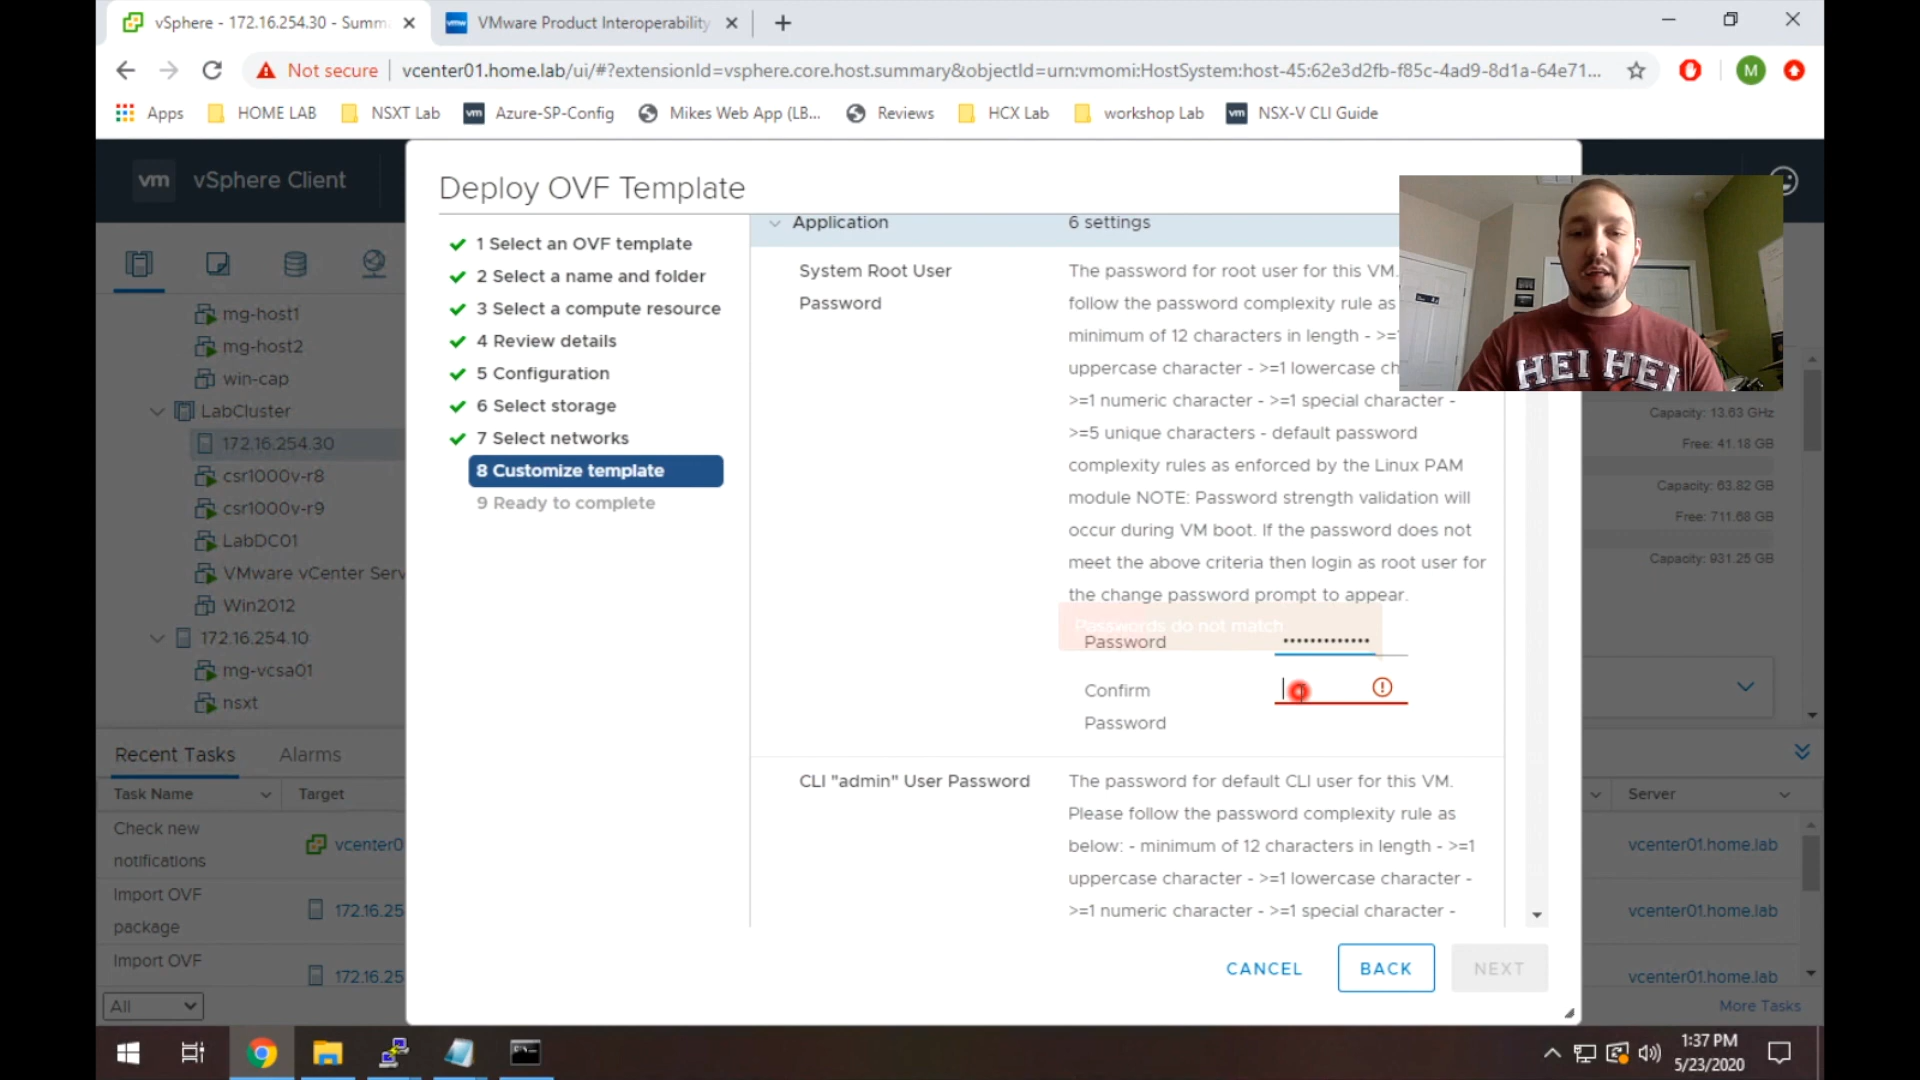 vSphere - 172.16.254.30 - Summ
vmw VMware Product Interoperability
Not secure vcenter01.home.lab/ui/#?extensionId=vsphere.core.host.summary&objectId=urn:vmomi:HostSystem:host-45:62e3d2fb-f85c-4ad9-8d1a-64e71...
M
Apps HOME LAB NSXT Lab vm Azure-SP-Config Mikes Web App (LB... Reviews HCX Lab workshop Lab vm NSX-V CLI Guide
vm vSphere Client
mg-host1
mg-host2
win-cap
LabCluster
172.16.254.30
csr1000v-r8
csr1000v-r9
LabDC01
VMware vCenter Serv
Win2012
172.16.254.10
mg-vcsa01
nsxt
Deploy OVF Template
1 Select an OVF template
2 Select a name and folder
3 Select a compute resource
4 Review details
5 Configuration
6 Select storage
7 Select networks
8 Customize template
9 Ready to complete
Application 6 settings
System Root User
Password
The password for root user for this VM.
follow the password complexity rule as
minimum of 12 characters in length - >=
uppercase character - >=1 lowercase ch
>=1 numeric character - >=1 special character -
>=5 unique characters - default password
complexity rules as enforced by the Linux PAM
module NOTE: Password strength validation will
occur during VM boot. If the password does not
meet the above criteria then login as root user for
the change password prompt to appear.
Passwords do not match
Password •••••••••••••
Confirm
Password
CLI "admin" User Password
The password for default CLI user for this VM.
Please follow the password complexity rule as
below: - minimum of 12 characters in length - >=1
uppercase character - >=1 lowercase character -
>=1 numeric character - >=1 special character -
CANCEL BACK NEXT
HEI HEI
Capacity: 13.63 GHz
Free: 41.18 GB
Capacity: 63.82 GB
Free: 711.68 GB
Capacity: 931.25 GB
Recent Tasks Alarms
Task Name Target Server
Check new
notifications
vcenter0 vcenter01.home.lab
Import OVF
package
172.16.25 vcenter01.home.lab
Import OVF
172.16.25 vcenter01.home.lab
All More Tasks
1:37 PM
5/23/2020